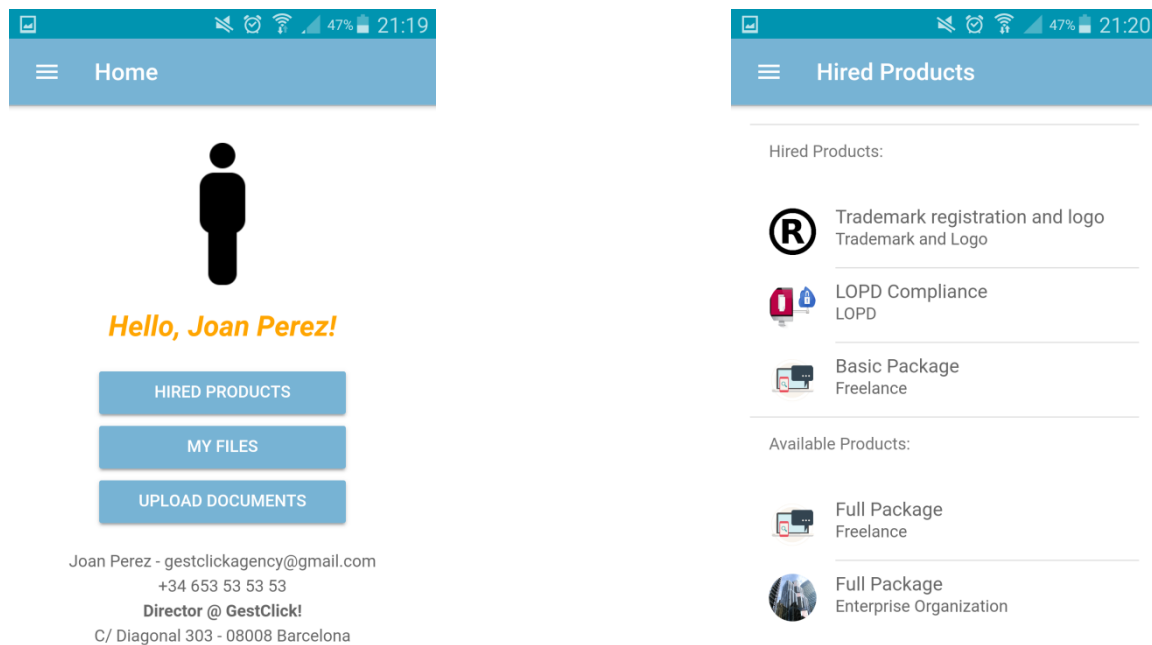 47% 21:19
Home
Hello, Joan Perez!
HIRED PRODUCTS
MY FILES
UPLOAD DOCUMENTS
Joan Perez - gestclickagency@gmail.com
+34 653 53 53 53
Director @ GestClick!
C/ Diagonal 303 - 08008 Barcelona
47% 21:20
Hired Products
Hired Products:
®
Trademark registration and logo
Trademark and Logo
LOPD Compliance
LOPD
Basic Package
Freelance
Available Products:
Full Package
Freelance
Full Package
Enterprise Organization